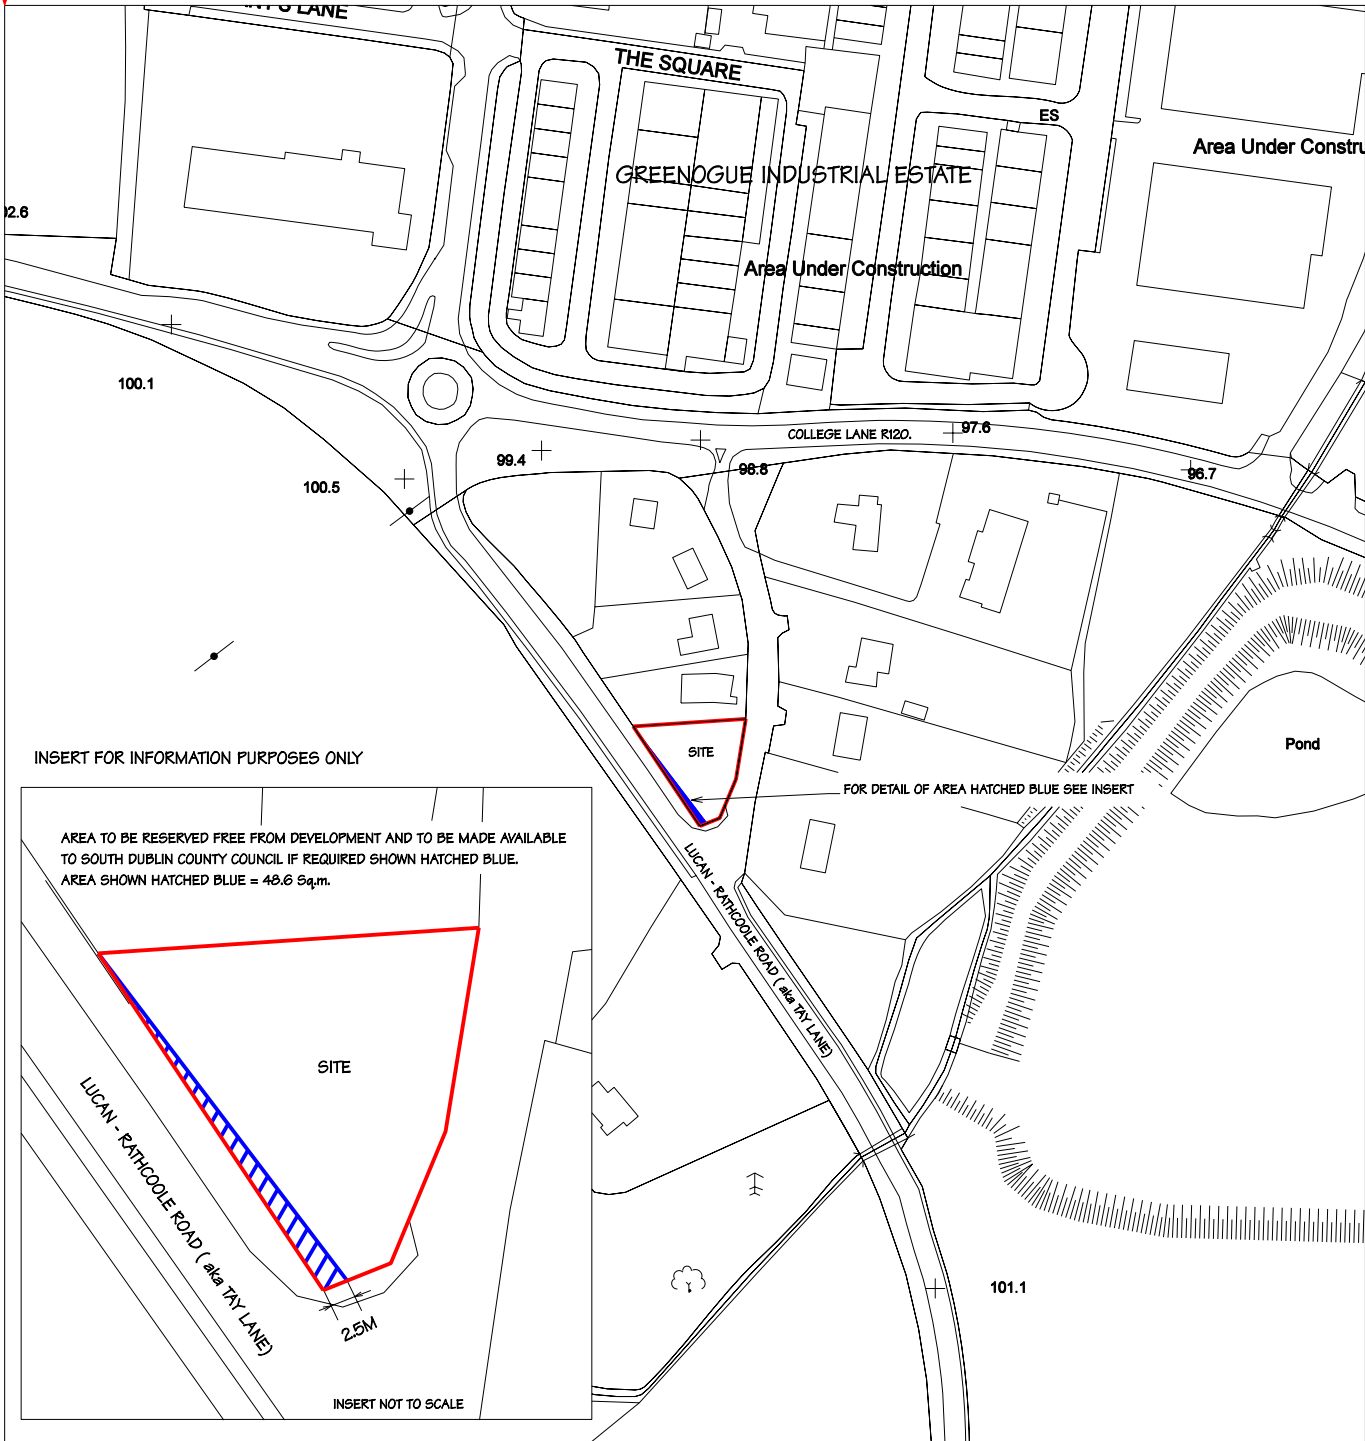 LANE
THE SQUARE
ES
Area Under Constru
GREENOGUE INDUSTRIAL ESTATE
Area Under Construction
100.1
COLLEGE LANE R120.
97.6
99.4
98.8
96.7
100.5
SITE
Pond
INSERT FOR INFORMATION PURPOSES ONLY
FOR DETAIL OF AREA HATCHED BLUE SEE INSERT
AREA TO BE RESERVED FREE FROM DEVELOPMENT AND TO BE MADE AVAILABLE
TO SOUTH DUBLIN COUNTY COUNCIL IF REQUIRED SHOWN HATCHED BLUE.
AREA SHOWN HATCHED BLUE = 48.6 Sq.m.
LUCAN - RATHCOOLE ROAD ( aka TAY LANE)
SITE
LUCAN - RATHCOOLE ROAD ( aka TAY LANE)
2.5M
101.1
INSERT NOT TO SCALE